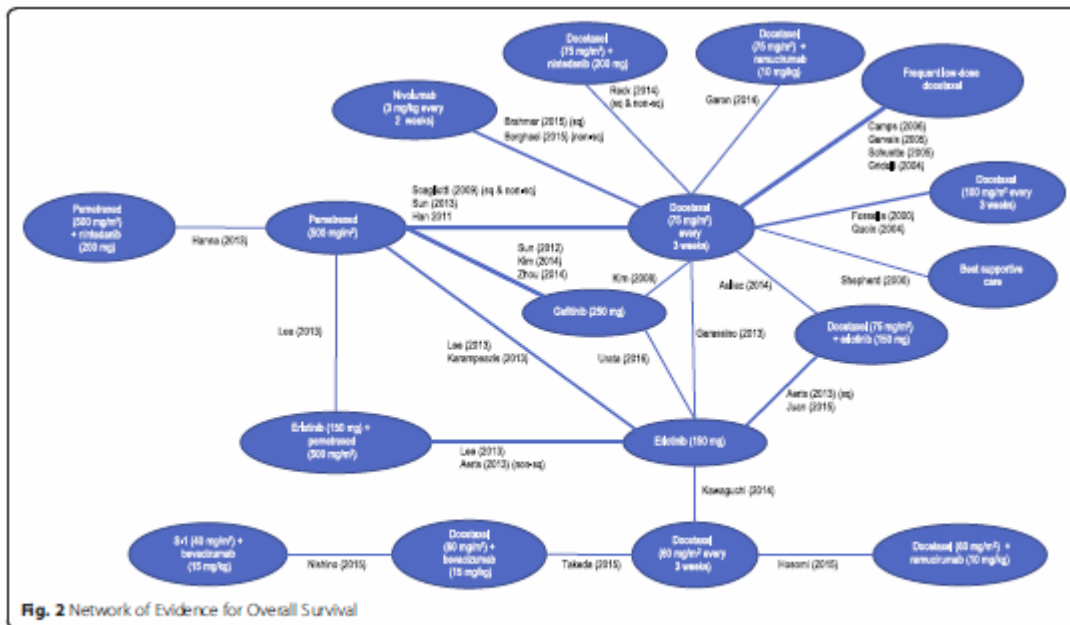 Docetaxel
(75 mg/m²) +
nintedanib (200 mg)
Docetaxel
(75 mg/m²) +
ramucirumab
(10 mg/kg)
Frequent low-dose
docetaxel
Nivolumab
(3 mg/kg every
2 weeks)
Reck (2014)
(sq & non-sq)
Garon 2014
Brahmer (2015) (sq)
Borghaei (2015) (non-sq)
Camps (2006)
Gervais (2005)
Schuette (2005)
Gridelli (2004)
Pemetrexed
(500 mg/m²)
+ nintedanib
(200 mg)
Hanna (2013)
Pemetrexed
(500 mg/m²)
Scagliotti (2009) (sq & non-sq)
Sun (2013)
Han 2011
Docetaxel
(75 mg/m²)
every
3 weeks)
Docetaxel
(100 mg/m² every
3 weeks)
Fossella (2000)
Quoix (2004)
Best supportive
care
Shepherd (2006)
Sun (2012)
Kim (2014)
Zhou (2014)
Kim (2008)
Gefitinib (250 mg)
Aslier (2014)
Docetaxel (75 mg/m²)
+ erlotinib (150 mg)
Lee (2013)
Lee (2013)
Karampeazis (2013)
Urata (2016)
Garassino (2013)
Aerts (2013) (sq)
Juan (2015)
Erlotinib (150 mg) +
pemetrexed
(500 mg/m²)
Lee (2013)
Aerts (2013) (non-sq)
Erlotinib (150 mg)
Kawaguchi (2014)
S-1 (40 mg/m²) +
bevacizumab
(15 mg/kg)
Nishino (2015)
Docetaxel
(60 mg/m²) +
bevacizumab
(15 mg/kg)
Takeda (2015)
Docetaxel
(60 mg/m² every
3 weeks)
Hosomi (2015)
Docetaxel (60 mg/m²) +
ramucirumab (10 mg/kg)
Fig. 2 Network of Evidence for Overall Survival